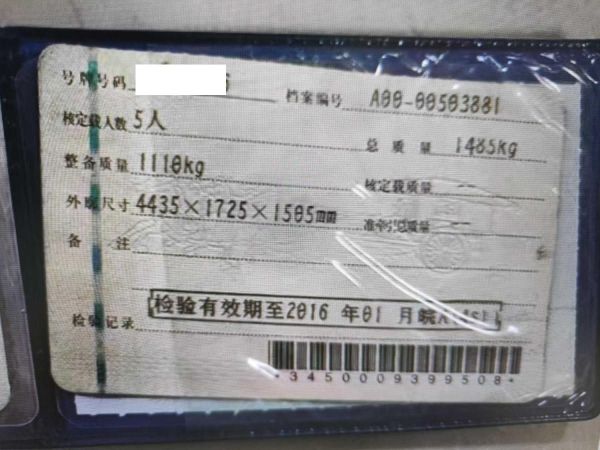 号牌号码
档案编号 A00-00503881
核定载人数 5人
总质量 1485kg
整备质量 1110kg
核定载质量 --
外廓尺寸 4435×1725×1505mm
准牵引总质量 --
备注
检验记录 检验有效期至2016年01月皖A
*3450009399508*